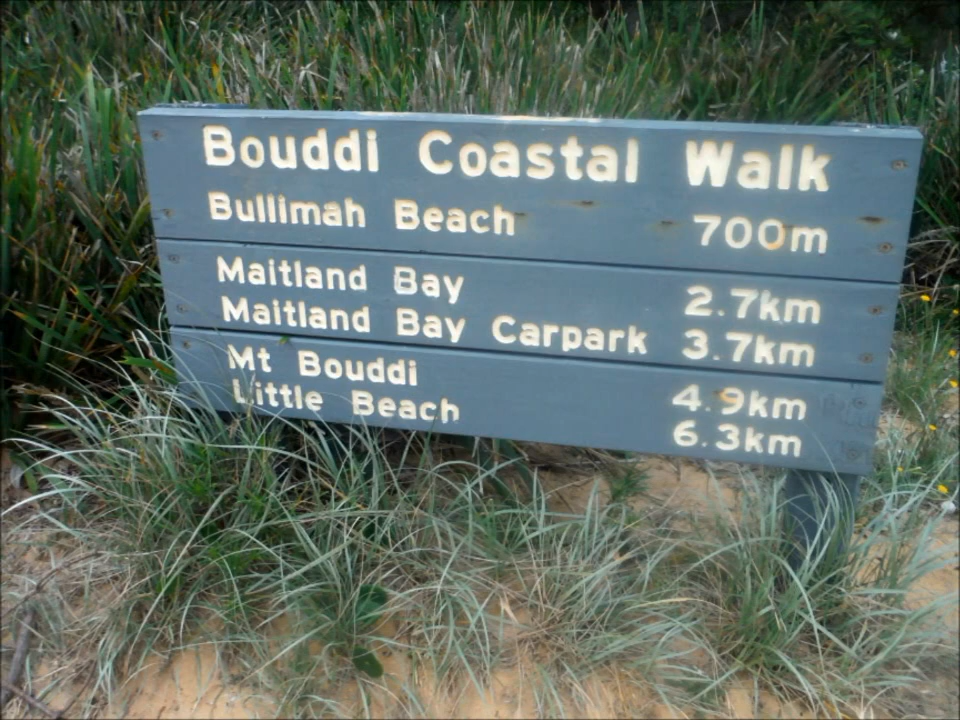 Bouddi Coastal Walk
Bullimah Beach 700m
Maitland Bay 2.7km
Maitland Bay Carpark 3.7km
Mt Bouddi 4.9km
Little Beach 6.3km